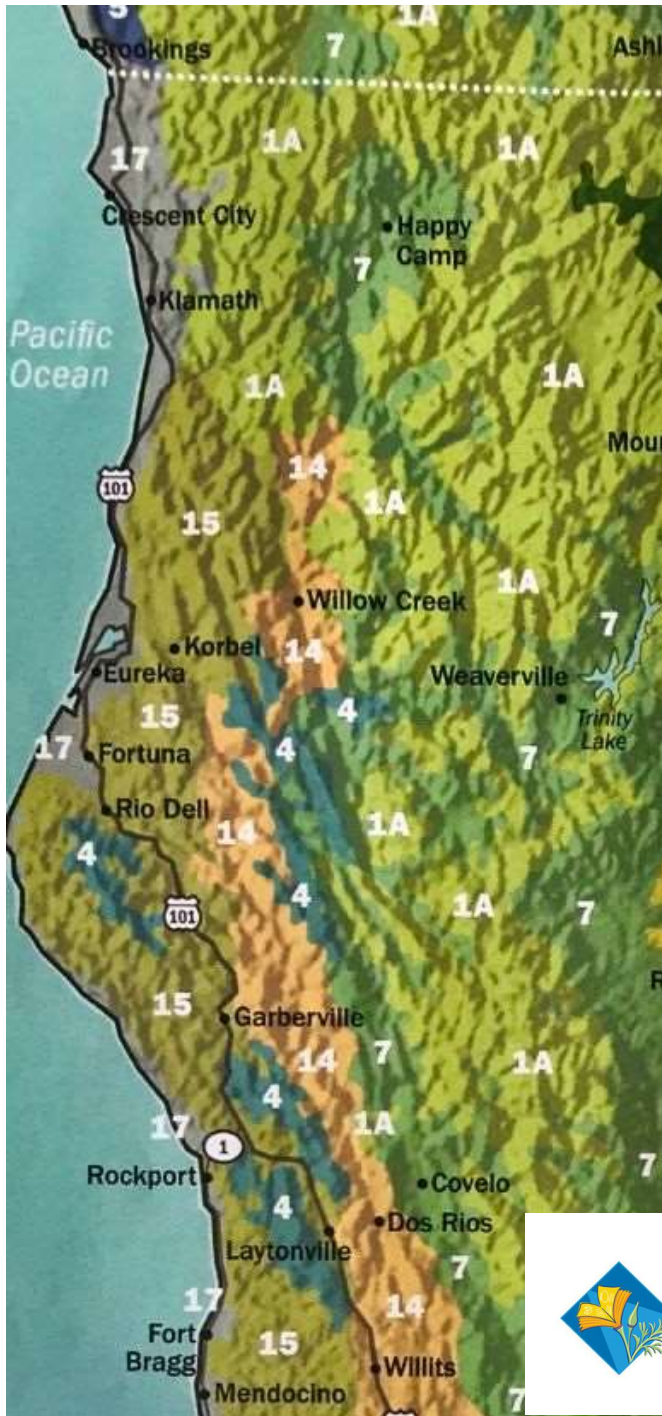 5
1A
Brookings
7
Ashl
17
1A
1A
Crescent City
Happy
Camp
7
Klamath
Pacific
Ocean
1A
1A
Mour
14
101
15
1A
Willow Creek
1A
7
Korbel
14
Eureka
Weaverville
15
4
Trinity
Lake
17
Fortuna
4
7
Rio Dell
14
1A
4
4
1A
7
101
R
15
Garberville
14
7
1A
4
1A
17
1
7
Rockport
Covelo
4
Dos Rios
Laytonville
7
17
14
Fort
Bragg
15
Willits
Mendocino
7